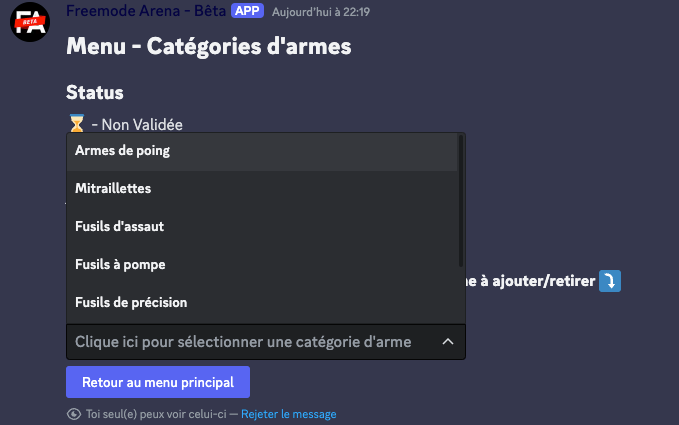 FA
BETA
Freemode Arena - Bêta APP Aujourd'hui à 22:19
Menu - Catégories d'armes
Status
⌛ - Non Validée
Armes de poing
Mitraillettes
Fusils d'assaut
Fusils à pompe
à ajouter/retirer ⤵️
Fusils de précision
Clique ici pour sélectionner une catégorie d'arme
Retour au menu principal
Toi seul(e) peux voir celui-ci — Rejeter le message